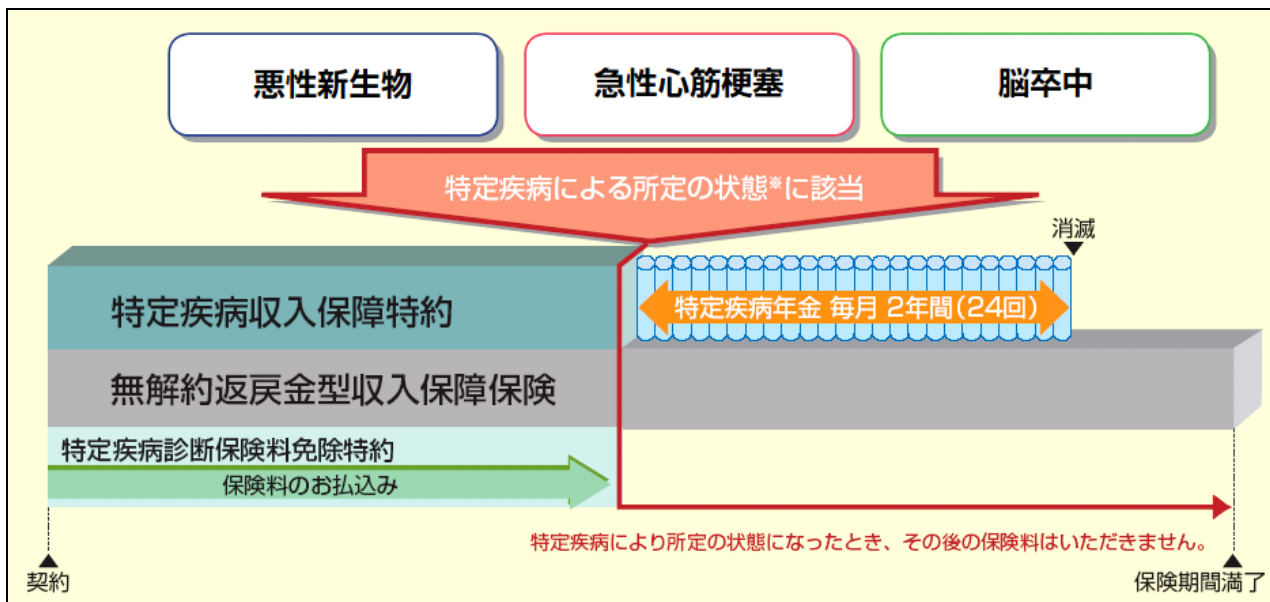 悪性新生物
急性心筋梗塞
脳卒中
特定疾病による所定の状態※に該当
消滅
特定疾病収入保障特約
特定疾病年金 毎月 2年間(24回)
無解約返戻金型収入保障保険
特定疾病診断保険料免除特約
保険料のお払込み
特定疾病により所定の状態になったとき、その後の保険料はいただきません。
契約
保険期間満了